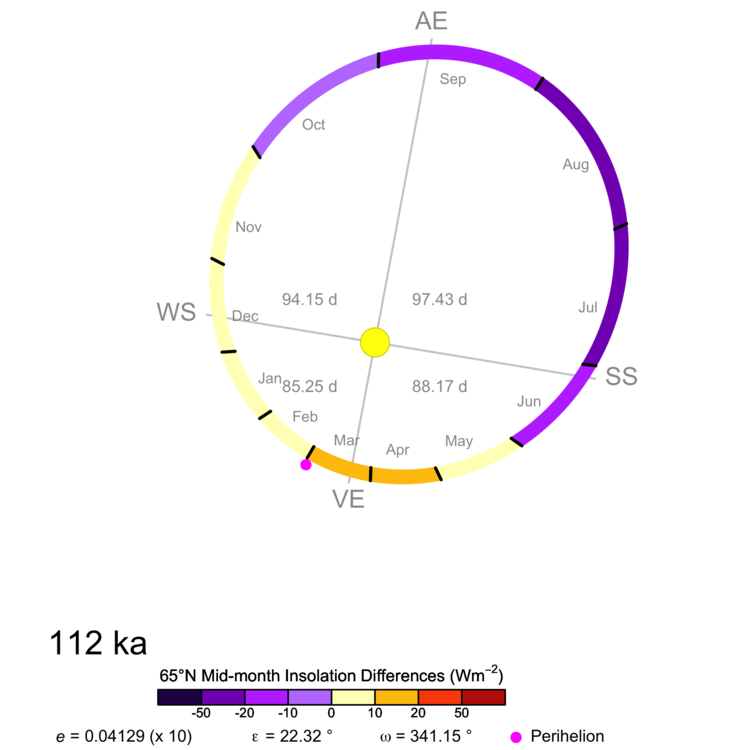 AE
Sep
Oct
Aug
Nov
94.15 d 97.43 d
WS
Dec
Jul
Jan
85.25 d 88.17 d
SS
Jun
Feb
Mar
Apr
May
VE
112 ka
65°N Mid-month Insolation Differences (Wm⁻²)
-50 -20 -10 0 10 20 50
e = 0.04129 (x 10) ε = 22.32 ° ω = 341.15 ° Perihelion